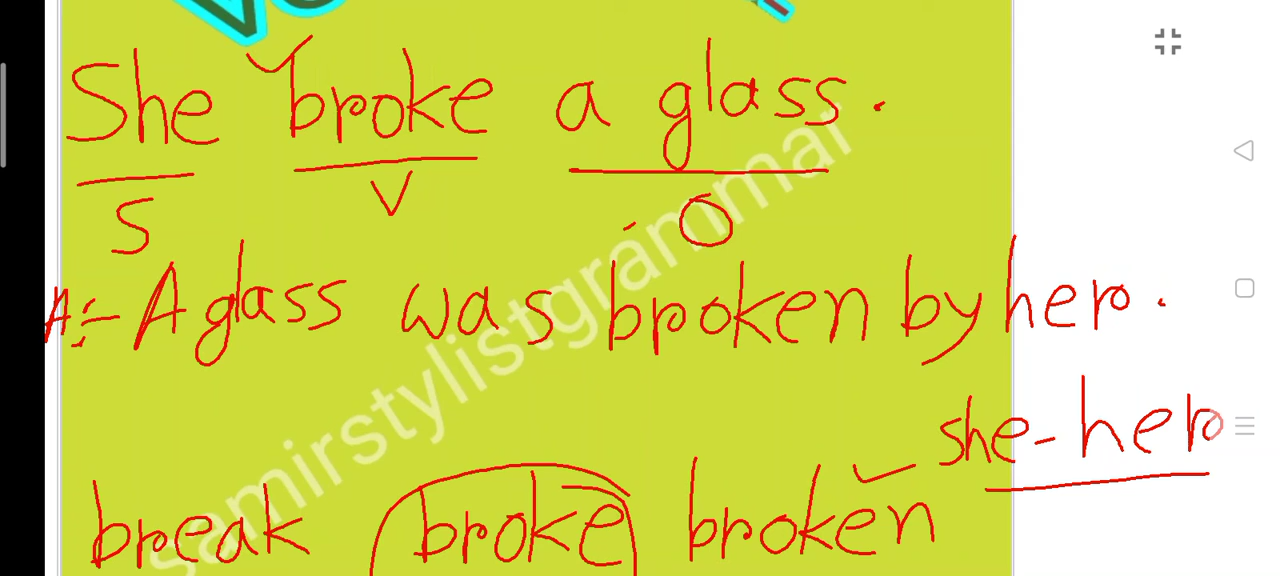 She broke a glass.
S V O
A:- A glass was broken by her.
she - her
break broke broken
samirstylistgrammar